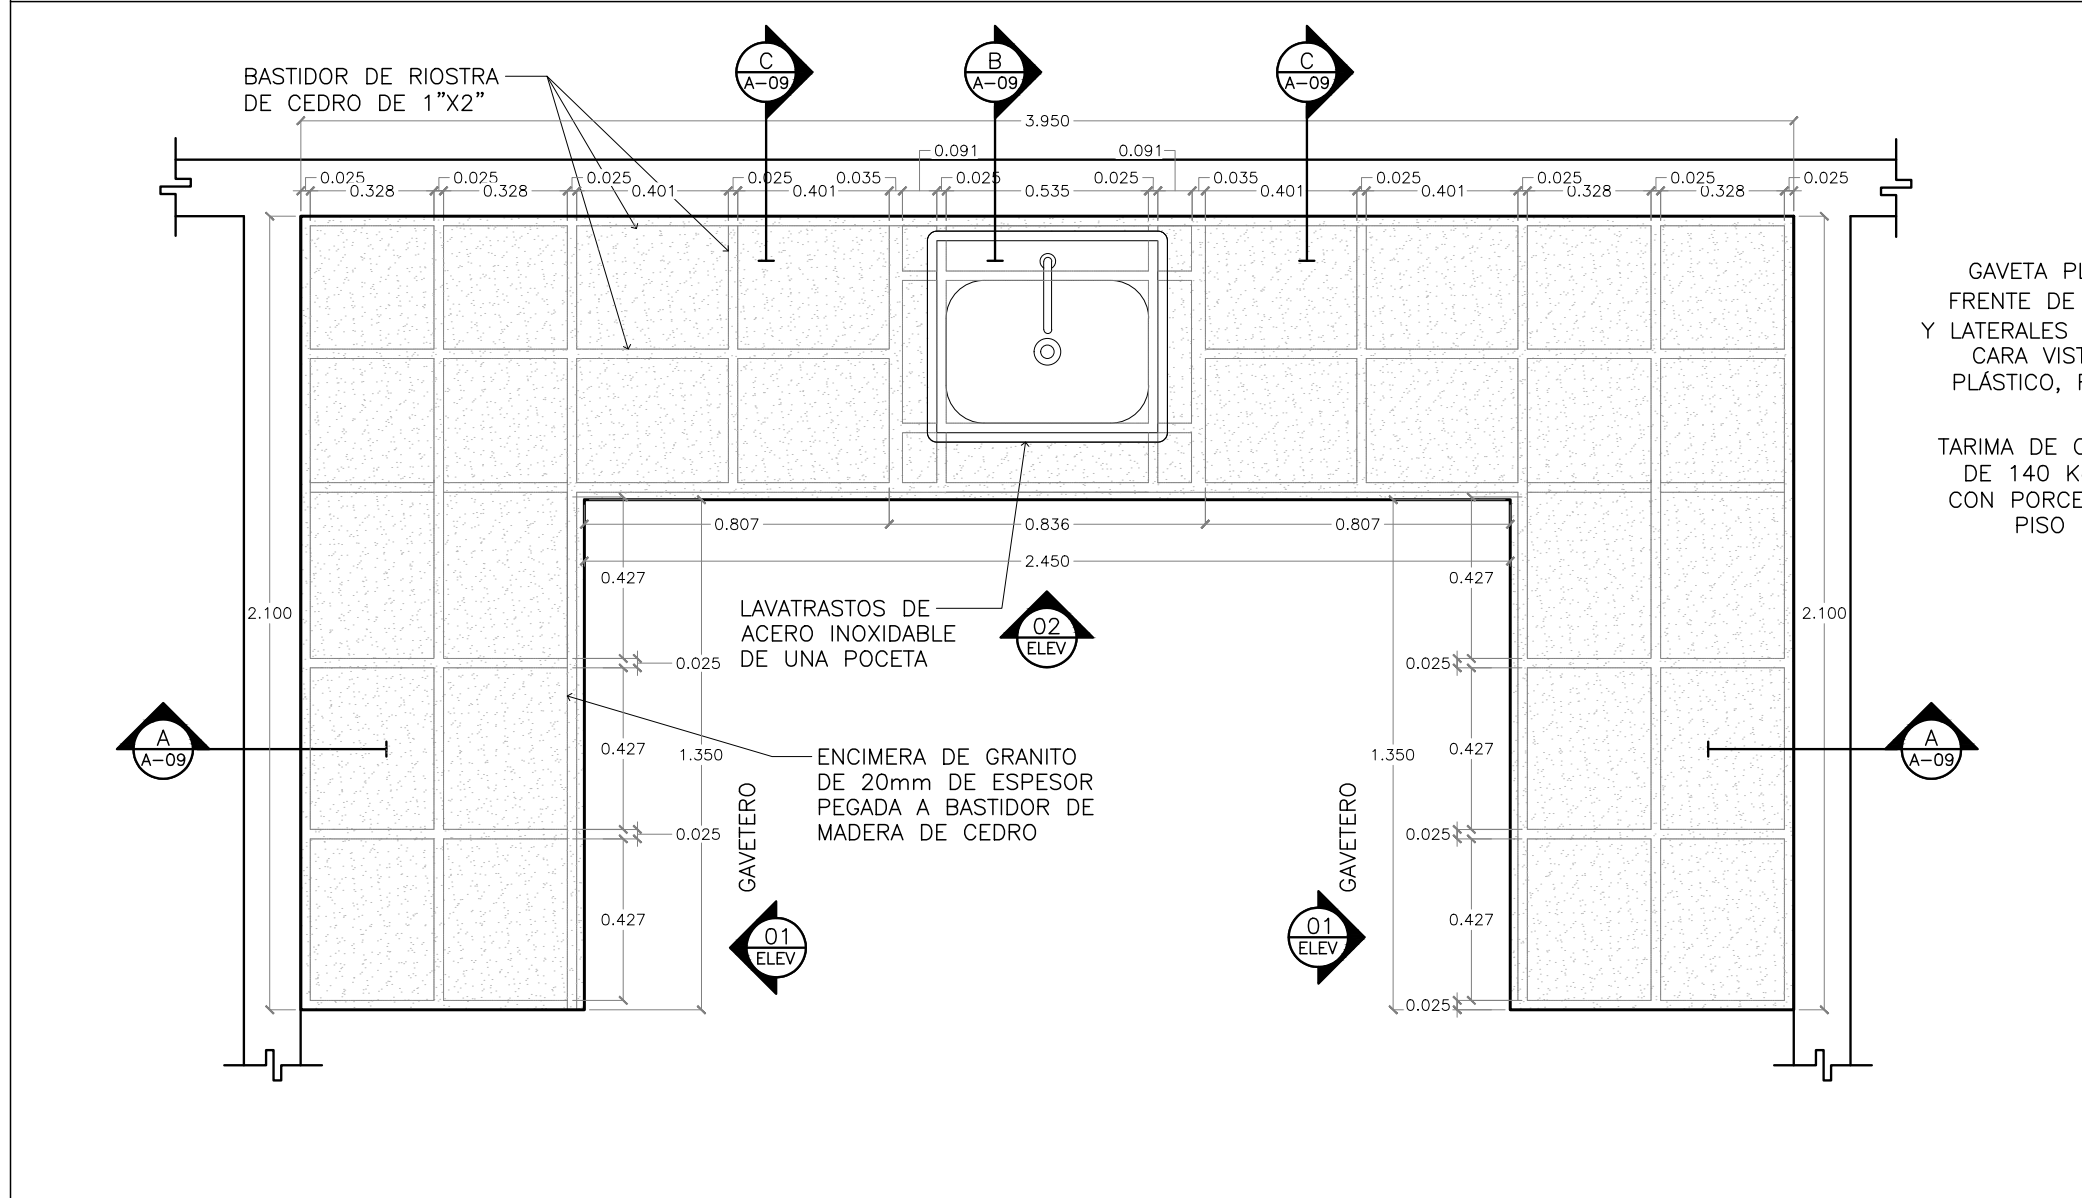 C
A-09
B
A-09
C
A-09
BASTIDOR DE RIOSTRA
DE CEDRO DE 1”X2”
3.950
0.091
0.091
0.025
0.025
0.025
0.025
0.035
0.025
0.025
0.035
0.025
0.025
0.025
0.025
0.328
0.328
0.401
0.401
0.535
0.401
0.401
0.328
0.328
GAVETA
FRENTE DE
Y LATERALES
CARA
PLÁSTICO,
TARIMA DE
DE 140
CON
PISO
0.807
0.836
0.807
2.450
0.427
0.427
2.100
2.100
LAVATRASTOS DE
ACERO INOXIDABLE
DE UNA POCETA
02
ELEV
0.025
0.025
A
A-09
A
A-09
0.427
1.350
1.350
0.427
ENCIMERA DE GRANITO
DE 20mm DE ESPESOR
PEGADA A BASTIDOR DE
MADERA DE CEDRO
GAVETERO
GAVETERO
0.025
0.025
0.427
0.427
01
ELEV
01
ELEV
0.025